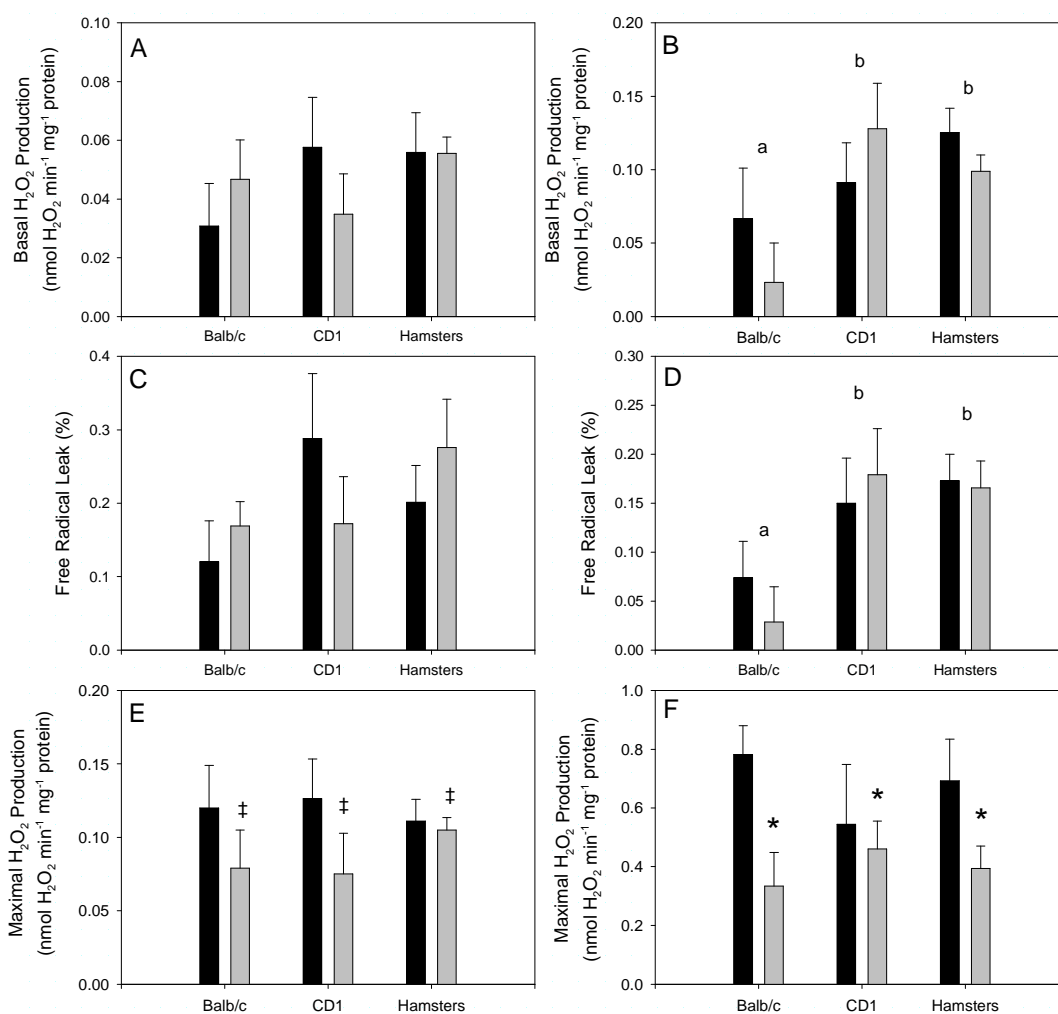 A
Basal H₂O₂ Production
(nmol H₂O₂ min⁻¹ mg⁻¹ protein)
0.10
0.08
0.06
0.04
0.02
0.00
Balb/c CD1 Hamsters
B
Basal H₂O₂ Production
(nmol H₂O₂ min⁻¹ mg⁻¹ protein)
0.20
0.15
0.10
0.05
0.00
a b b
Balb/c CD1 Hamsters
C
Free Radical Leak (%)
0.4
0.3
0.2
0.1
0.0
Balb/c CD1 Hamsters
D
Free Radical Leak (%)
0.30
0.25
0.20
0.15
0.10
0.05
0.00
a b b
Balb/c CD1 Hamsters
E
Maximal H₂O₂ Production
(nmol H₂O₂ min⁻¹ mg⁻¹ protein)
0.20
0.15
0.10
0.05
0.00
‡ ‡ ‡
Balb/c CD1 Hamsters
F
Maximal H₂O₂ Production
(nmol H₂O₂ min⁻¹ mg⁻¹ protein)
1.0
0.8
0.6
0.4
0.2
0.0
* * *
Balb/c CD1 Hamsters